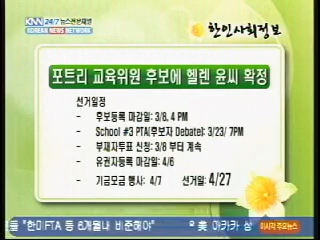 KNN 24/7 뉴스전문채널
KOREAN NEWS NETWORK
한인사회정보
포트리 교육위원 후보에 헬렌 윤씨 확정
선거일정
- 후보등록 마감일: 3/8, 4 PM
- School #3 PTA(후보자 Debate): 3/23/ 7PM
- 부재자투표 신청: 3/8 부터 계속
- 유권자등록 마감일: 4/6
- 기금모금 행사: 4/7 선거일: 4/27
"한미FTA 등 6개월내 비준해야" 美 아카카 상
이시각 주요뉴스